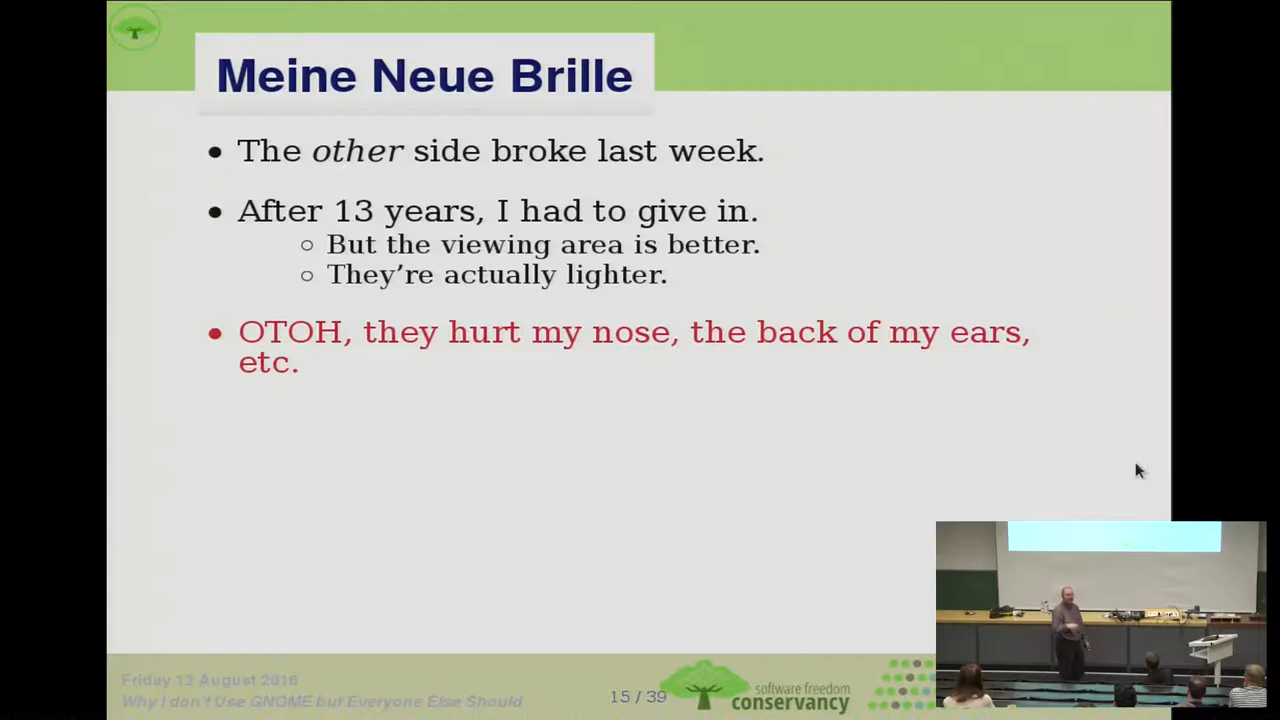 Meine Neue Brille
• The other side broke last week.
• After 13 years, I had to give in.
○ But the viewing area is better.
○ They're actually lighter.
• OTOH, they hurt my nose, the back of my ears,
etc.
Friday 12 August 2016
Why I don't Use GNOME but Everyone Else Should
15 / 39
software freedom
conservancy